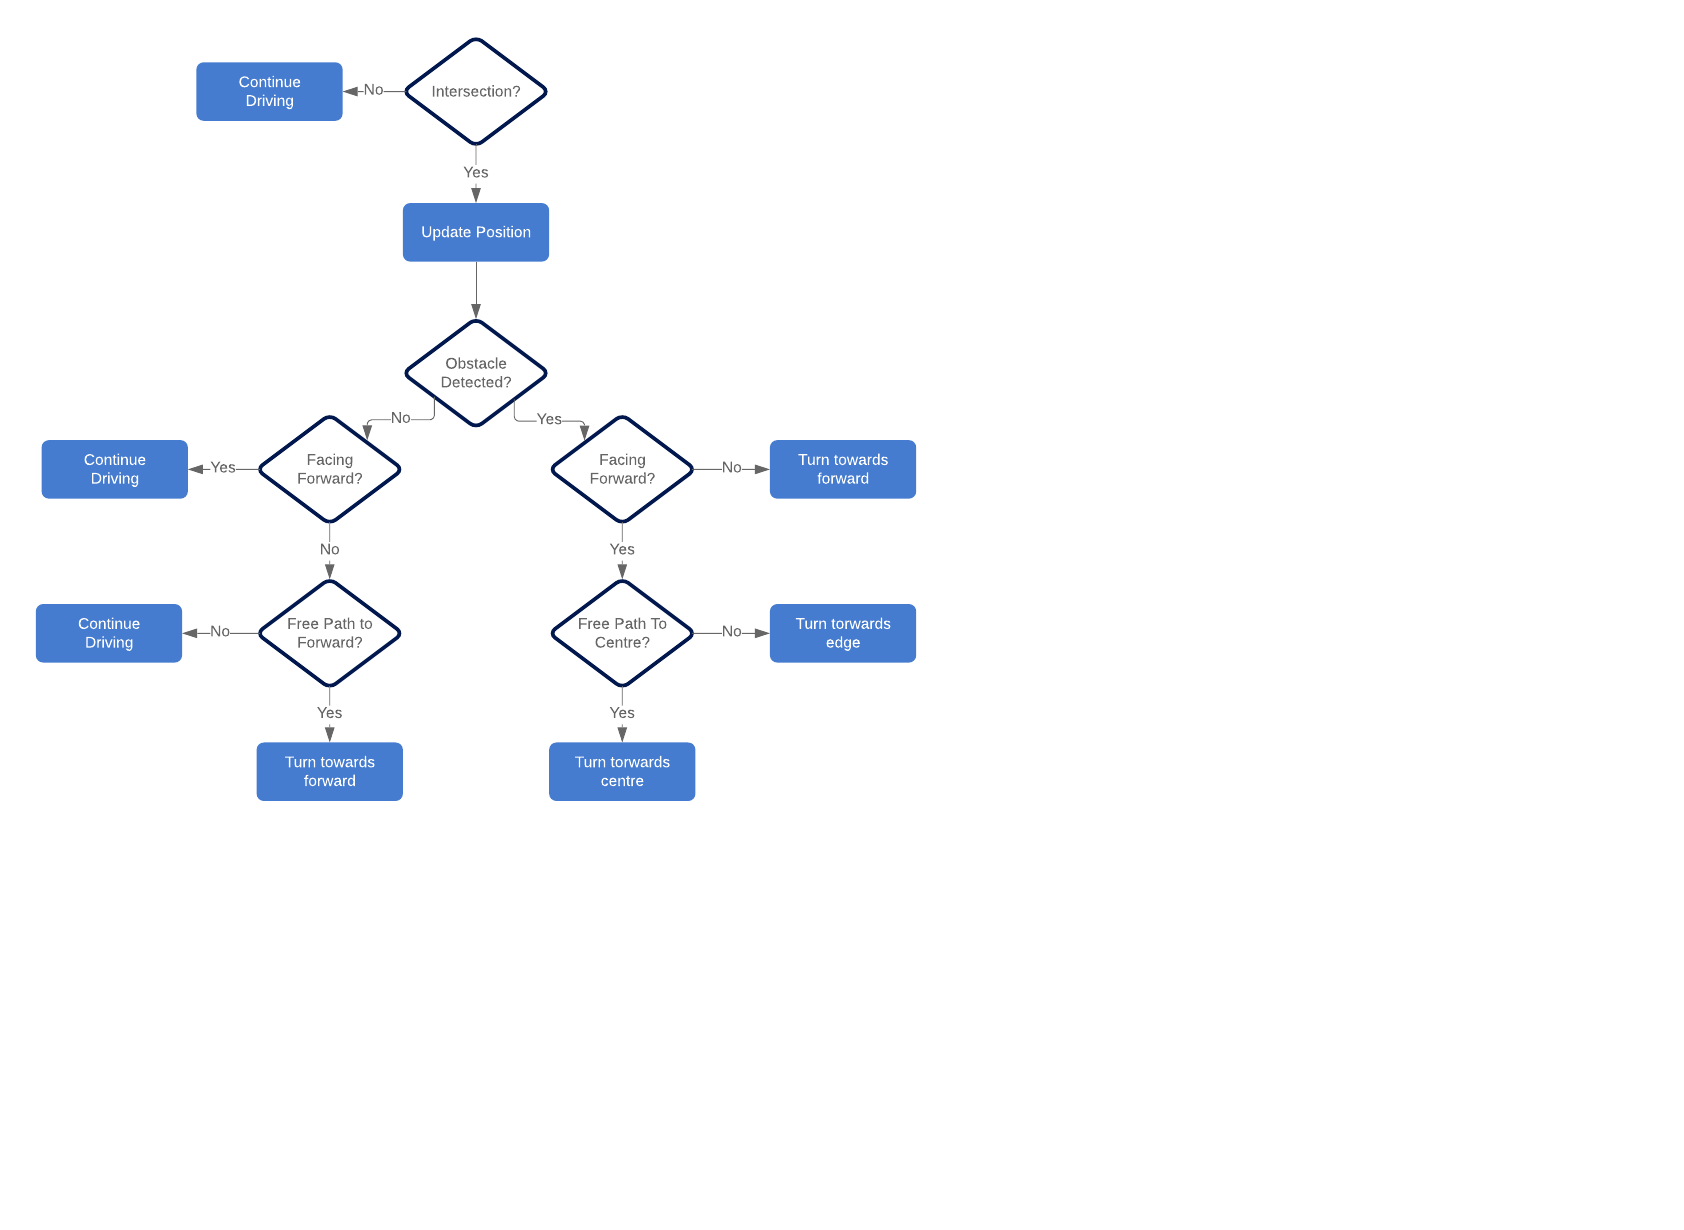 Continue
Driving
No
Intersection?
Yes
Update Position
Obstacle
Detected?
No
Yes
Continue
Driving
Yes
Facing
Forward?
Facing
Forward?
No
Turn towards
forward
No
Yes
Continue
Driving
No
Free Path to
Forward?
Free Path To
Centre?
No
Turn torwards
edge
Yes
Yes
Turn towards
forward
Turn torwards
centre